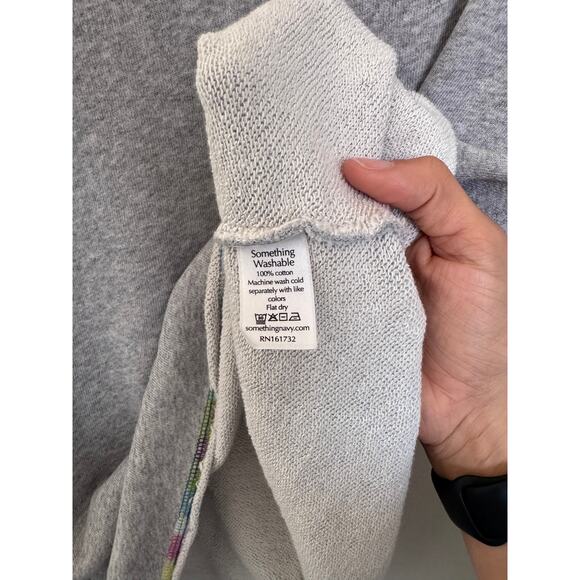 Something
Washable
100% cotton
Machine wash cold
separately with like
colors
Flat dry
somethingnavy.com
RN161732